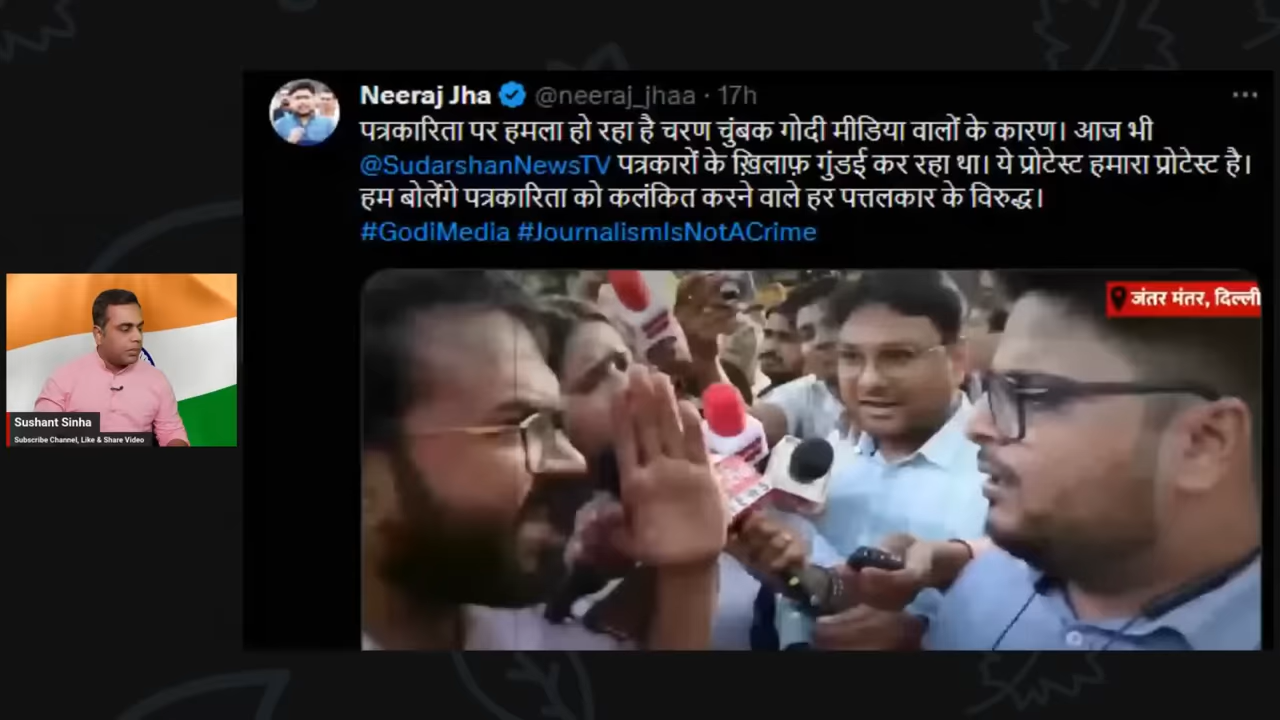 Neeraj Jha @neeraj_jhaa · 17h
पत्रकारिता पर हमला हो रहा है चरण चुंबक गोदी मीडिया वालों के कारण। आज भी
@SudarshanNewsTV पत्रकारों के ख़िलाफ़ गुंडई कर रहा था। ये प्रोटेस्ट हमारा प्रोटेस्ट है।
हम बोलेंगे पत्रकारिता को कलंकित करने वाले हर पत्तलकार के विरुद्ध।
#GodiMedia #JournalismIsNotACrime
जंतर मंतर, दिल्ली
Sushant Sinha
Subscribe Channel, Like & Share Video